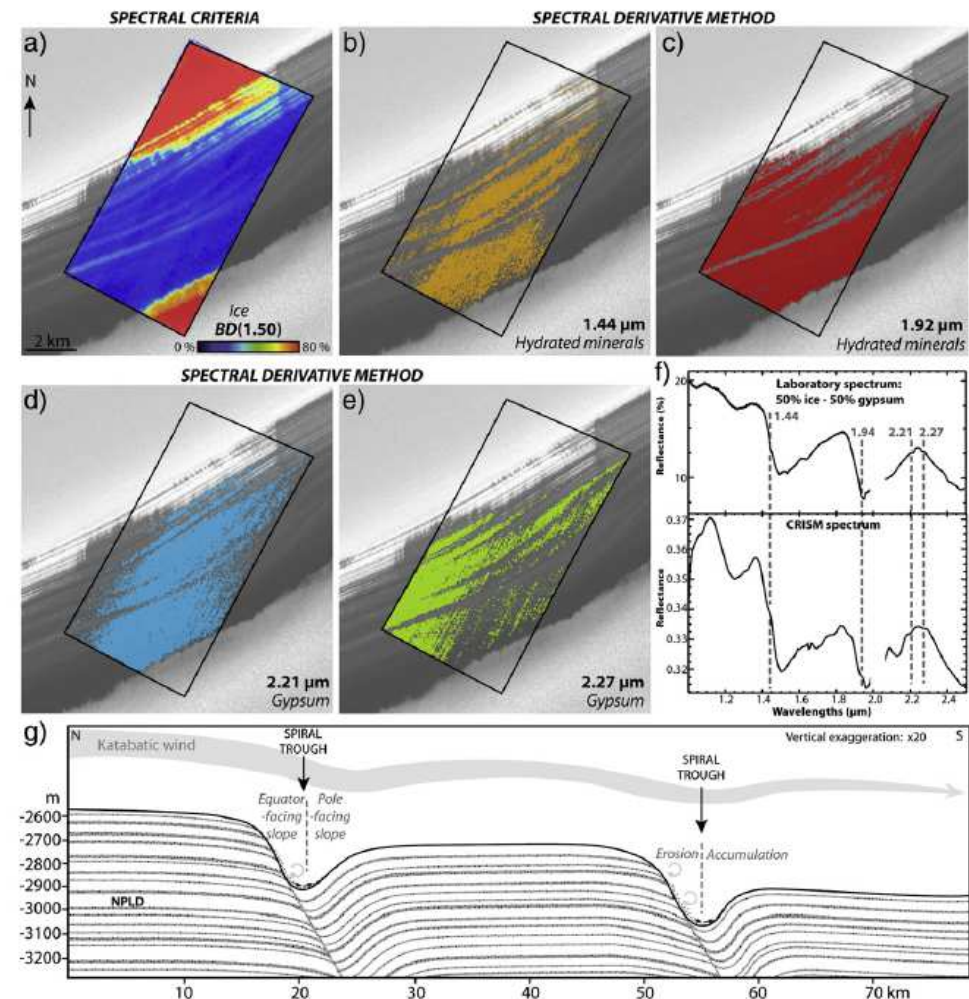 SPECTRAL CRITERIA
SPECTRAL DERIVATIVE METHOD
a)
N
2 km
Ice
BD(1.50)
0 %
80 %
b)
1.44 µm
Hydrated minerals
c)
1.92 µm
Hydrated minerals
SPECTRAL DERIVATIVE METHOD
d)
2.21 µm
Gypsum
e)
2.27 µm
Gypsum
f)
Laboratory spectrum:
50% ice - 50% gypsum
1.44
1.94
2.21
2.27
20
10
Reflectance (%)
CRISM spectrum
0.37
0.36
0.35
0.34
0.33
0.32
Reflectance
1.2 1.4 1.6 1.8 2.0 2.2 2.4
Wavelengths (µm)
g)
N
S
Katabatic wind
SPIRAL
TROUGH
Vertical exaggeration: x20
SPIRAL
TROUGH
Equator
-facing
slope
Pole
-facing
slope
Erosion
Accumulation
m
-2600
-2700
-2800
-2900
-3000
-3100
-3200
NPLD
10 20 30 40 50 60 70 km